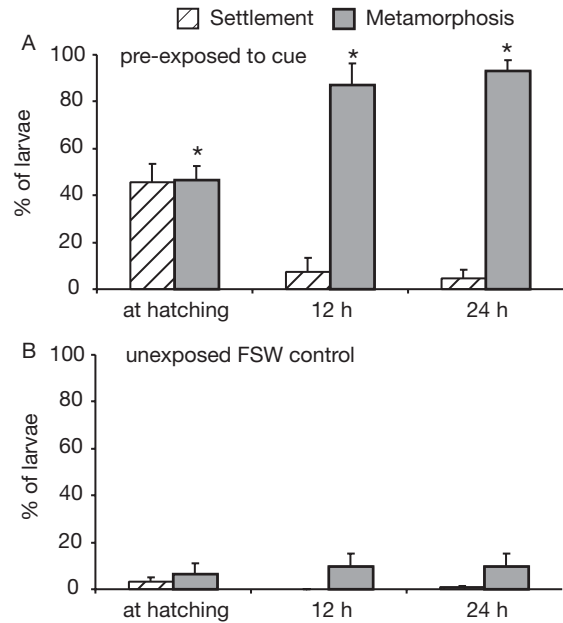 Settlement Metamorphosis
A pre-exposed to cue
100
80
60
40
20
0
% of larvae
* * *
at hatching 12 h 24 h
B unexposed FSW control
100
80
60
40
20
0
% of larvae
at hatching 12 h 24 h